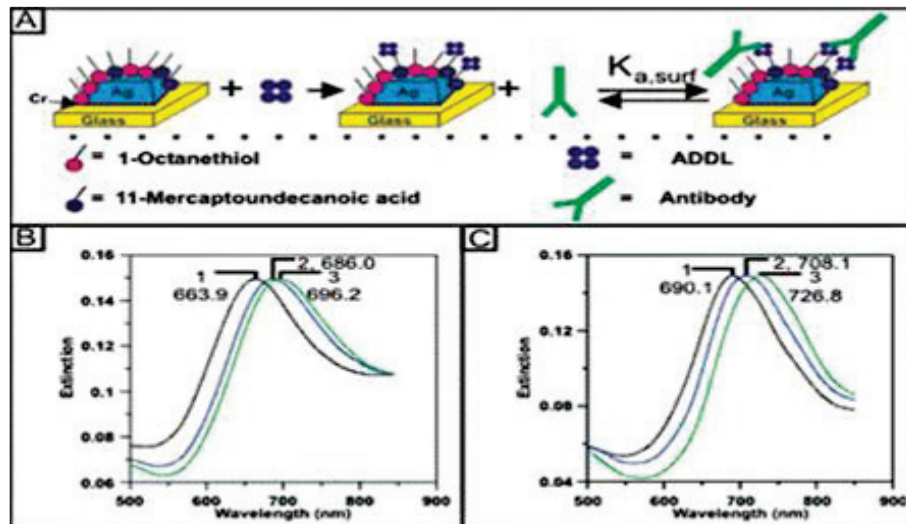 A
+ + K a,surf
Cr Ag Ag Ag
Glass Glass Glass
= 1-Octanethiol = ADDL
= 11-Mercaptoundecanoic acid = Antibody
B
0.16
0.14
0.12
0.1
0.08
0.06
Extinction
1
663.9
2, 686.0
3
696.2
500 600 700 800 900
Wavelength (nm)
C
0.16
0.12
0.08
0.04
Extinction
1
690.1
2, 708.1
3
726.8
500 600 700 800 900
Wavelength (nm)